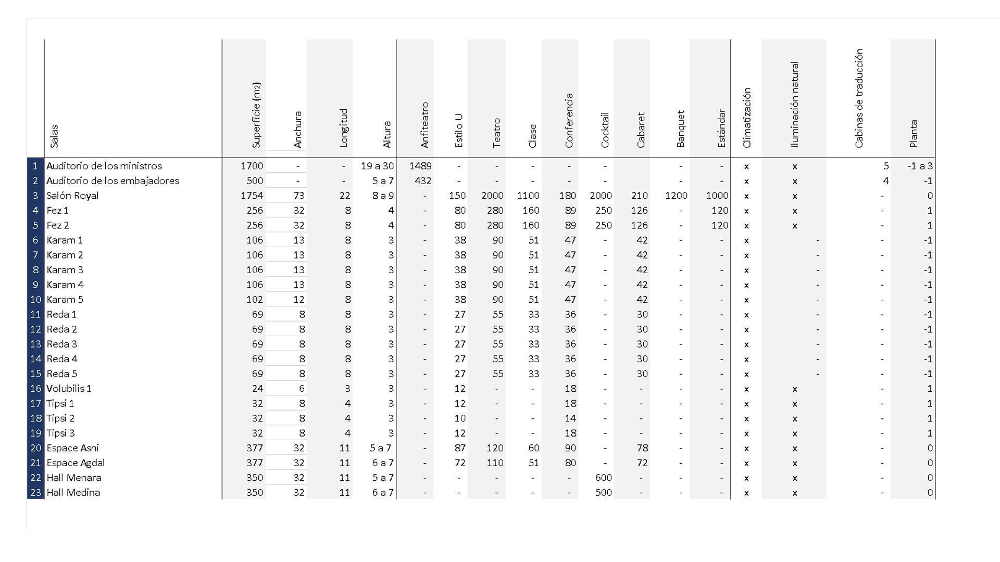 Salas Superficie (m2) Anchura Longitud Altura Anfiteatro Estilo U Teatro Clase Conferencia Cocktail Cabaret Banquet Estándar Climatización Iluminación natural Cabinas de traducción Planta
1 Auditorio de los ministros 1700 - - 19 a 30 1489 - - - - - - - x x 5 -1 a 3
2 Auditorio de los embajadores 500 - - 5 a 7 432 - - - - - - - x x 4 -1
3 Salón Royal 1754 73 22 8 a 9 - 150 2000 1100 180 2000 210 1200 1000 x x - 0
4 Fez 1 256 32 8 4 - 80 280 160 89 250 126 - 120 x x - 1
5 Fez 2 256 32 8 4 - 80 280 160 89 250 126 - 120 x x - 1
6 Karam 1 106 13 8 3 - 38 90 51 47 - 42 - - x - - -1
7 Karam 2 106 13 8 3 - 38 90 51 47 - 42 - - x - - -1
8 Karam 3 106 13 8 3 - 38 90 51 47 - 42 - - x - - -1
9 Karam 4 106 13 8 3 - 38 90 51 47 - 42 - - x - - -1
10 Karam 5 102 12 8 3 - 38 90 51 47 - 42 - - x - - -1
11 Reda 1 69 8 8 3 - 27 55 33 36 - 30 - - x - - -1
12 Reda 2 69 8 8 3 - 27 55 33 36 - 30 - - x - - -1
13 Reda 3 69 8 8 3 - 27 55 33 36 - 30 - - x - - -1
14 Reda 4 69 8 8 3 - 27 55 33 36 - 30 - - x - - -1
15 Reda 5 69 8 8 3 - 27 55 33 36 - 30 - - x - - -1
16 Volubilis 1 24 6 3 3 - 12 - - 18 - - - - x x - 1
17 Tipsi 1 32 8 4 3 - 12 - - 18 - - - - x x - 1
18 Tipsi 2 32 8 4 3 - 10 - - 14 - - - - x x - 1
19 Tipsi 3 32 8 4 3 - 12 - - 18 - - - - x x - 1
20 Espace Asni 377 32 11 5 a 7 - 87 120 60 90 - 78 - - x x - 0
21 Espace Agdal 377 32 11 6 a 7 - 72 110 51 80 - 72 - - x x - 0
22 Hall Menara 350 32 11 5 a 7 - - - - - 600 - - - x x - 0
23 Hall Medina 350 32 11 6 a 7 - - - - - 500 - - - x x - 0